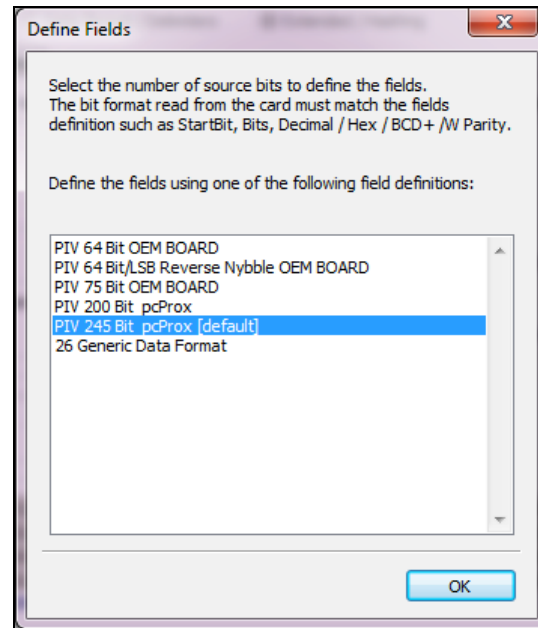 Define Fields
Select the number of source bits to define the fields.
The bit format read from the card must match the fields
definition such as StartBit, Bits, Decimal / Hex / BCD+ /W Parity.
Define the fields using one of the following field definitions:
PIV 64 Bit OEM BOARD
PIV 64 Bit/LSB Reverse Nybble OEM BOARD
PIV 75 Bit OEM BOARD
PIV 200 Bit  pcProx
PIV 245 Bit  pcProx [default]
26 Generic Data Format
OK